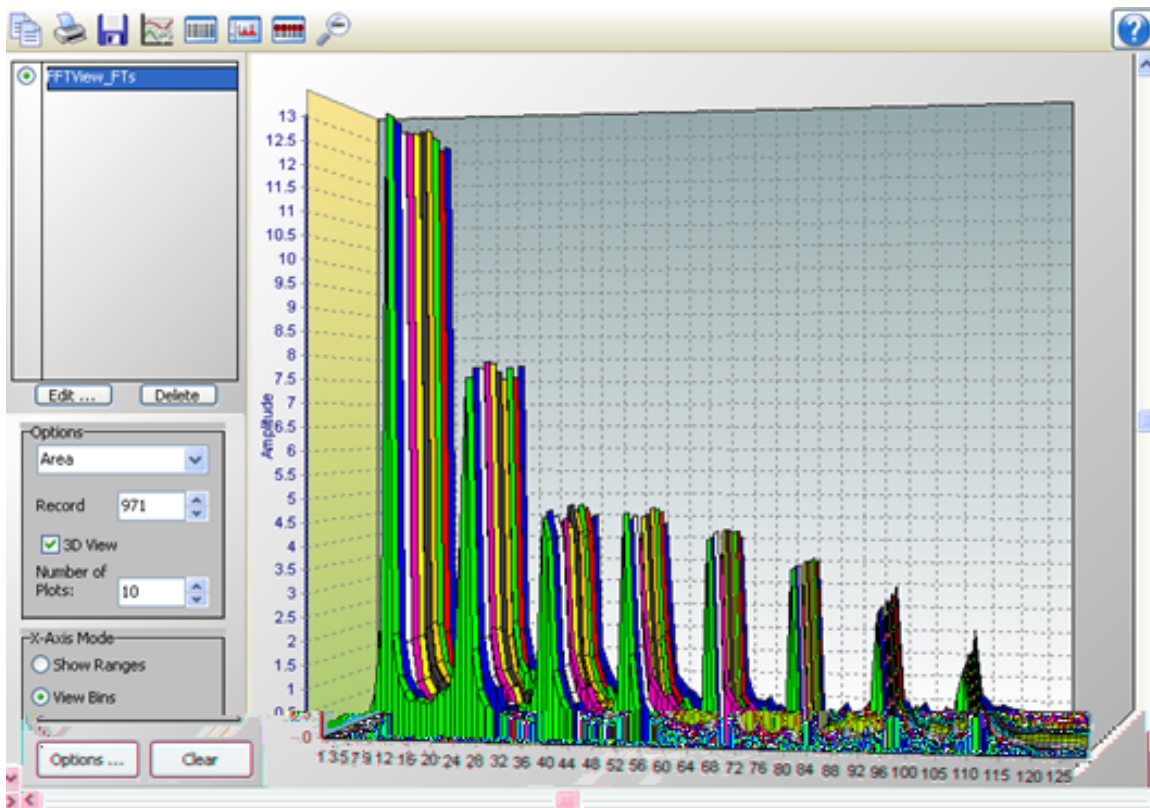 ?
FFTView_FTs
Edit ...
Delete
Options
Area
Record 971
3D View
Number of
Plots: 10
X-Axis Mode
Show Ranges
View Bins
Options ...
Clear
Amplitude
13
12.5
12
11.5
11
10.5
10
9.5
9
8.5
8
7.5
7
6.5
6
5.5
5
4.5
4
3.5
3
2.5
2
1.5
1
0.5
0
1 3 5 7 9 12 16 20 24 28 32 36 40 44 48 52 56 60 64 68 72 76 80 84 88 92 96 100 105 110 115 120 125